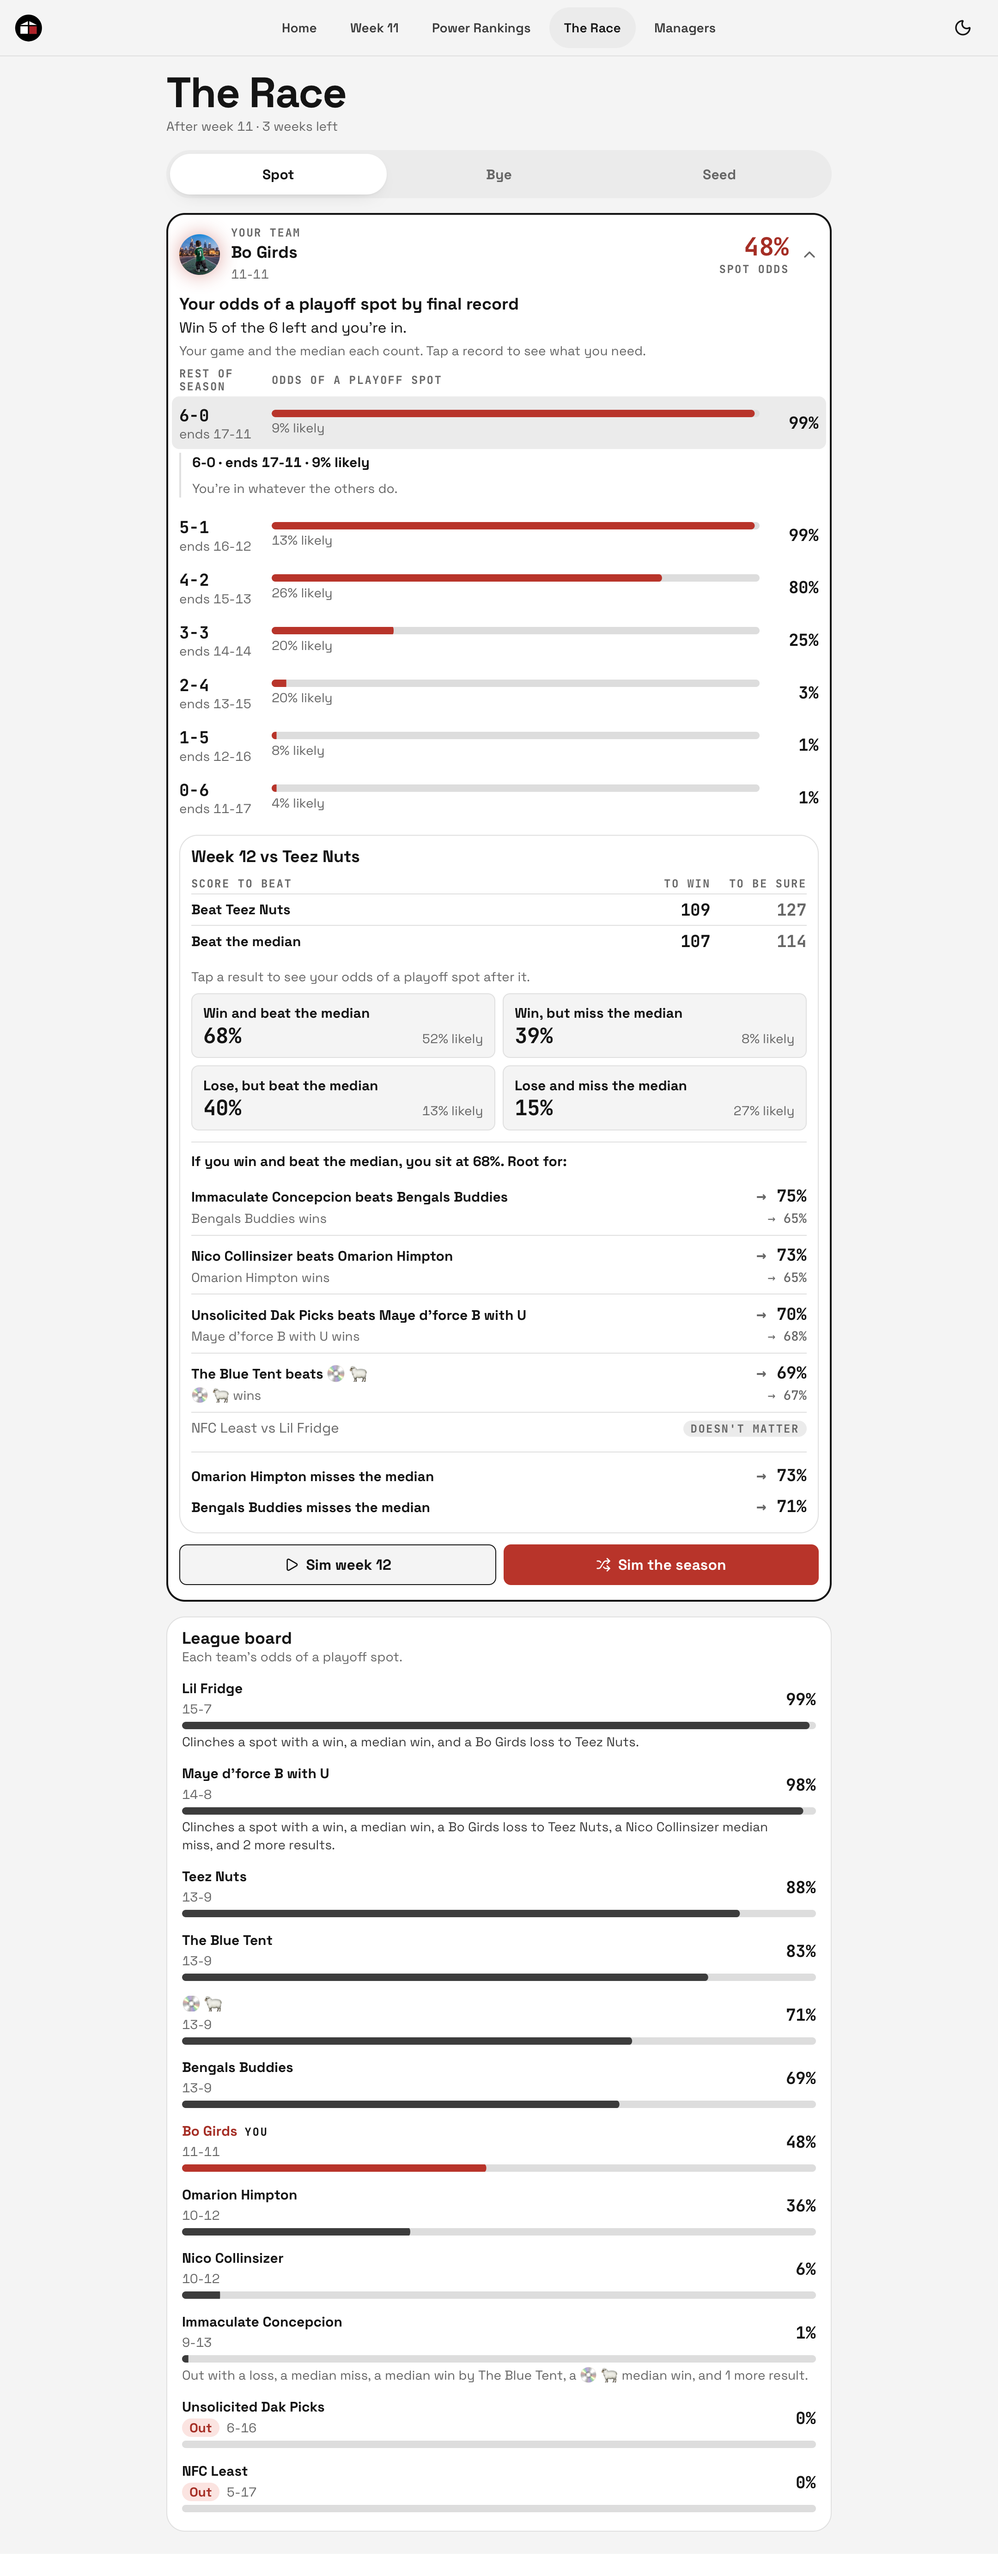 Home Week 11 Power Rankings The Race Managers
The Race
After week 11 · 3 weeks left
Spot Bye Seed
YOUR TEAM
Bo Girds
11-11
48%
SPOT ODDS
Your odds of a playoff spot by final record
Win 5 of the 6 left and you're in.
Your game and the median each count. Tap a record to see what you need.
REST OF SEASON ODDS OF A PLAYOFF SPOT
6-0
ends 17-11
9% likely
99%
6-0 · ends 17-11 · 9% likely
You're in whatever the others do.
5-1
ends 16-12
13% likely
99%
4-2
ends 15-13
26% likely
80%
3-3
ends 14-14
20% likely
25%
2-4
ends 13-15
20% likely
3%
1-5
ends 12-16
8% likely
1%
0-6
ends 11-17
4% likely
1%
Week 12 vs Teez Nuts
SCORE TO BEAT TO WIN TO BE SURE
Beat Teez Nuts 109 127
Beat the median 107 114
Tap a result to see your odds of a playoff spot after it.
Win and beat the median
68% 52% likely
Win, but miss the median
39% 8% likely
Lose, but beat the median
40% 13% likely
Lose and miss the median
15% 27% likely
If you win and beat the median, you sit at 68%. Root for:
Immaculate Concepcion beats Bengals Buddies → 75%
Bengals Buddies wins → 65%
Nico Collinsizer beats Omarion Himpton → 73%
Omarion Himpton wins → 65%
Unsolicited Dak Picks beats Maye d'force B with U → 70%
Maye d'force B with U wins → 68%
The Blue Tent beats 💿 🐑 → 69%
💿 🐑 wins → 67%
NFC Least vs Lil Fridge DOESN'T MATTER
Omarion Himpton misses the median → 73%
Bengals Buddies misses the median → 71%
Sim week 12
Sim the season
League board
Each team's odds of a playoff spot.
Lil Fridge
15-7
99%
Clinches a spot with a win, a median win, and a Bo Girds loss to Teez Nuts.
Maye d'force B with U
14-8
98%
Clinches a spot with a win, a median win, a Bo Girds loss to Teez Nuts, a Nico Collinsizer median
miss, and 2 more results.
Teez Nuts
13-9
88%
The Blue Tent
13-9
83%
💿 🐑
13-9
71%
Bengals Buddies
13-9
69%
Bo Girds YOU
11-11
48%
Omarion Himpton
10-12
36%
Nico Collinsizer
10-12
6%
Immaculate Concepcion
9-13
1%
Out with a loss, a median miss, a median win by The Blue Tent, a 💿 🐑 median win, and 1 more result.
Unsolicited Dak Picks
Out 6-16
0%
NFC Least
Out 5-17
0%